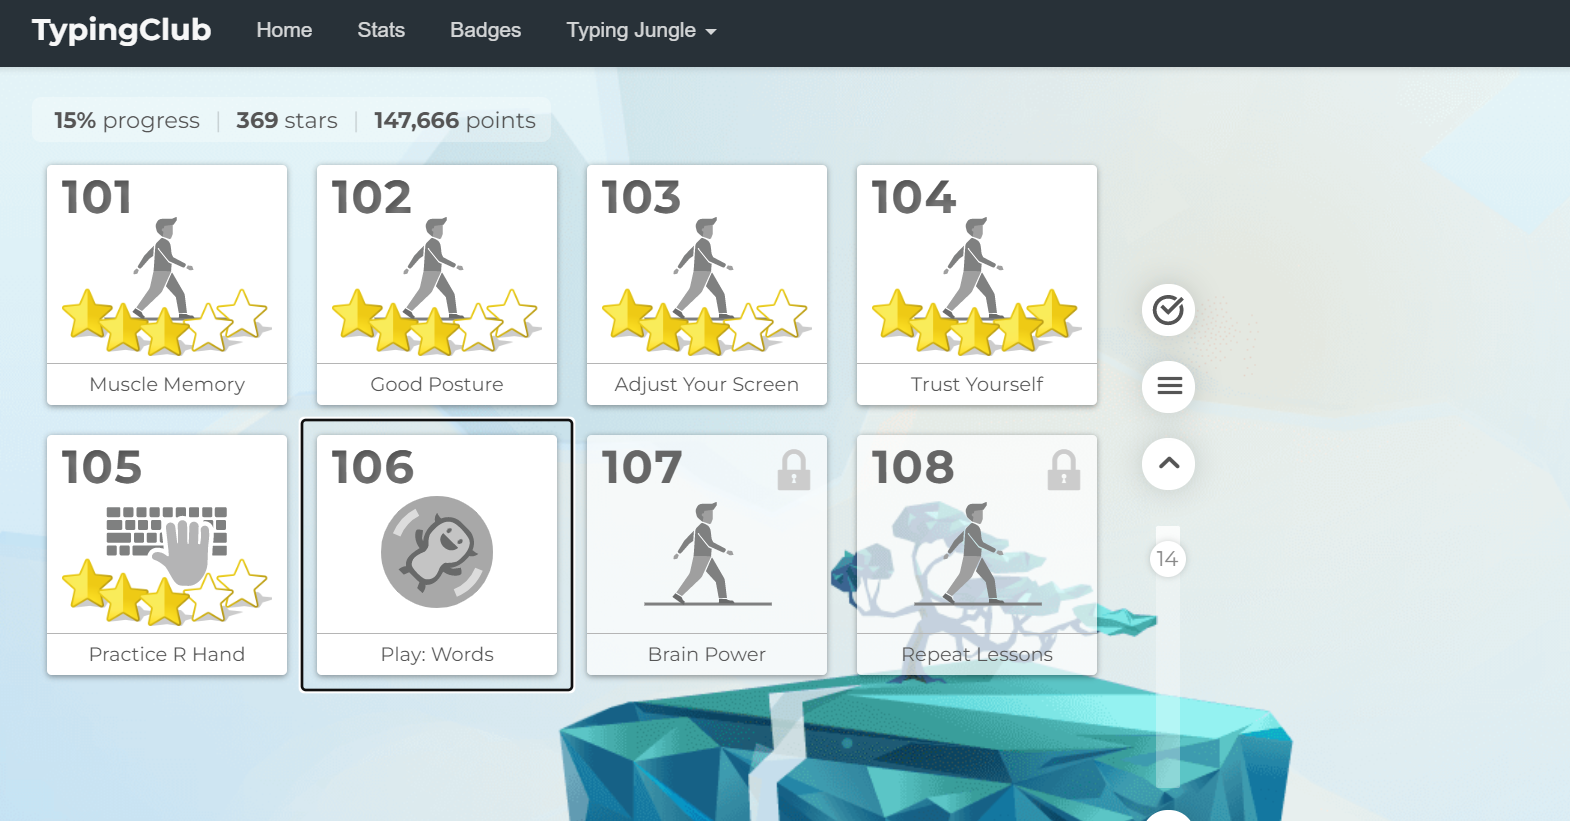 TypingClub Home Stats Badges Typing Jungle
15% progress | 369 stars | 147,666 points
101 102 103 104
Muscle Memory Good Posture Adjust Your Screen Trust Yourself
105 106 107 108
14
Practice R Hand Play: Words Brain Power Repeat Lessons